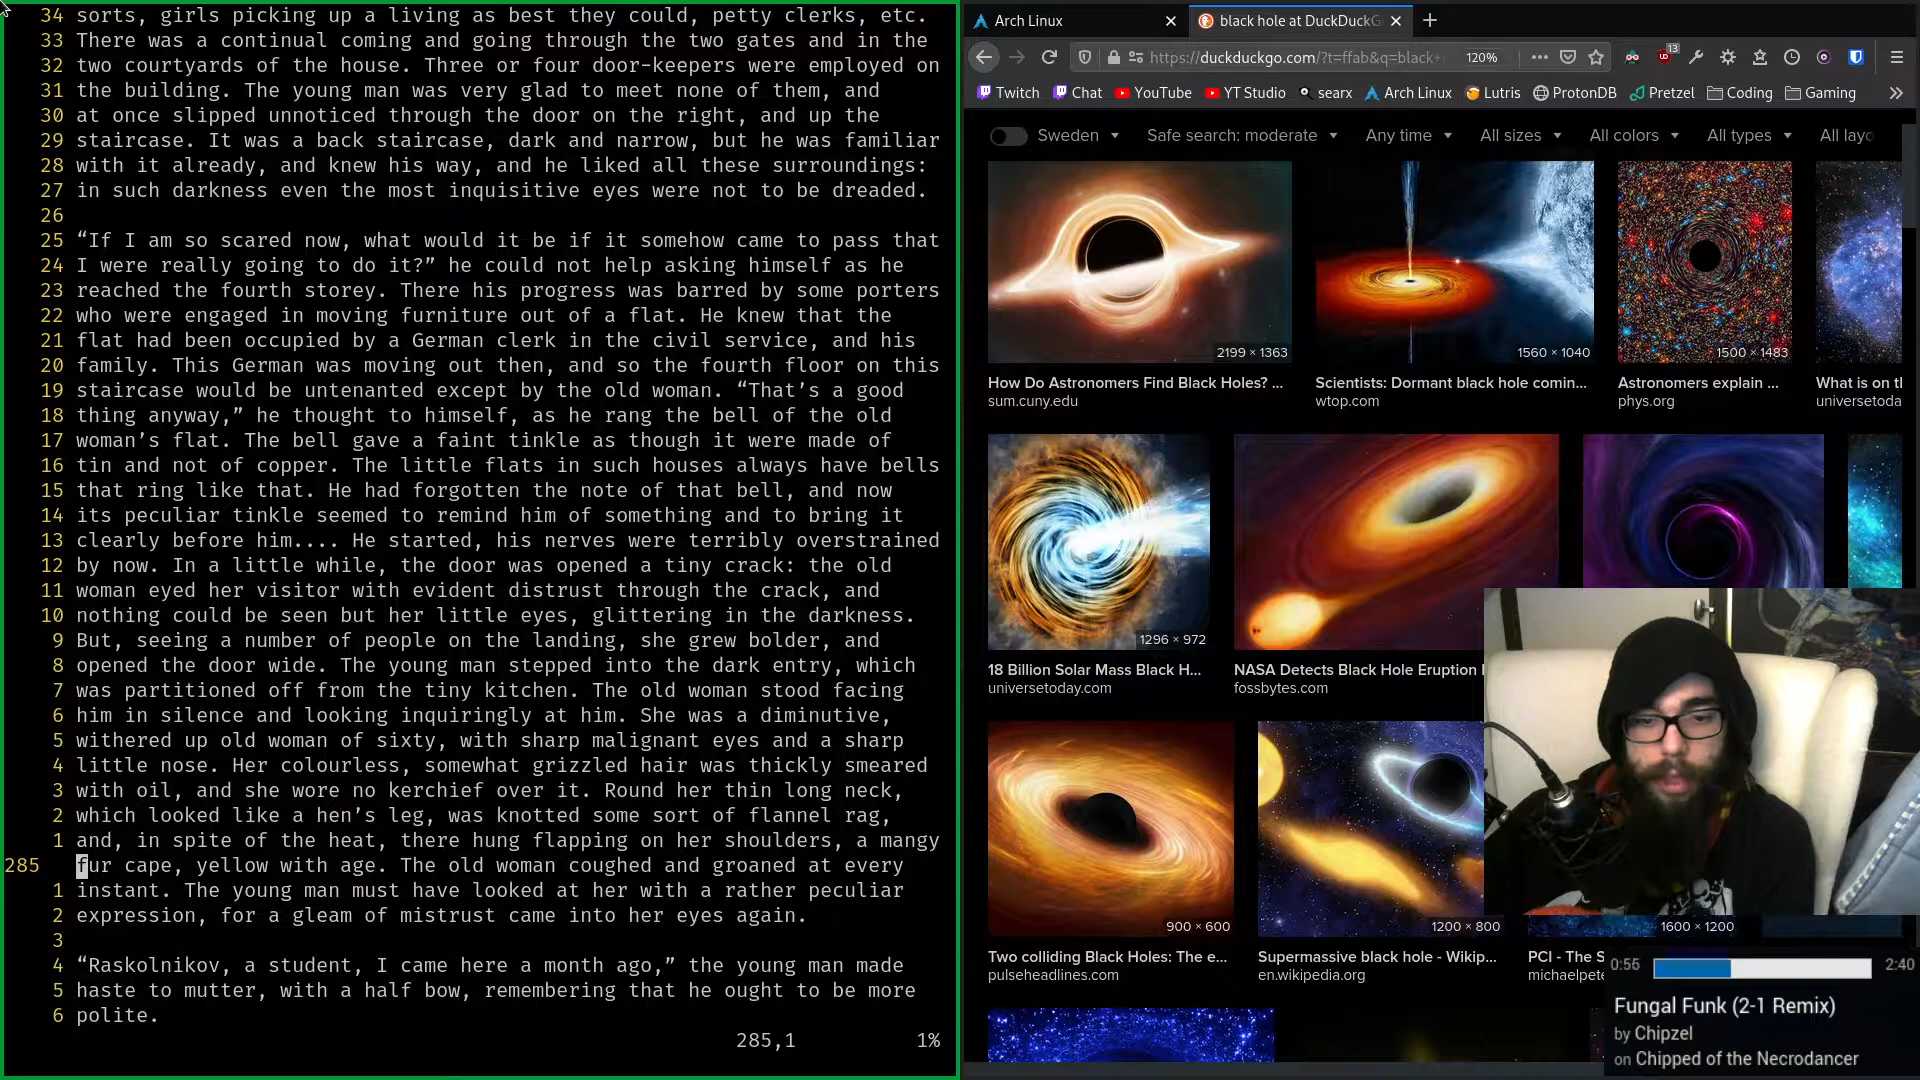 34 sorts, girls picking up a living as best they could, petty clerks, etc.
33 There was a continual coming and going through the two gates and in the
32 two courtyards of the house. Three or four door-keepers were employed on
31 the building. The young man was very glad to meet none of them, and
30 at once slipped unnoticed through the door on the right, and up the
29 staircase. It was a back staircase, dark and narrow, but he was familiar
28 with it already, and knew his way, and he liked all these surroundings:
27 in such darkness even the most inquisitive eyes were not to be dreaded.
26
25 “If I am so scared now, what would it be if it somehow came to pass that
24 I were really going to do it?” he could not help asking himself as he
23 reached the fourth storey. There his progress was barred by some porters
22 who were engaged in moving furniture out of a flat. He knew that the
21 flat had been occupied by a German clerk in the civil service, and his
20 family. This German was moving out then, and so the fourth floor on this
19 staircase would be untenanted except by the old woman. “That’s a good
18 thing anyway,” he thought to himself, as he rang the bell of the old
17 woman’s flat. The bell gave a faint tinkle as though it were made of
16 tin and not of copper. The little flats in such houses always have bells
15 that ring like that. He had forgotten the note of that bell, and now
14 its peculiar tinkle seemed to remind him of something and to bring it
13 clearly before him.... He started, his nerves were terribly overstrained
12 by now. In a little while, the door was opened a tiny crack: the old
11 woman eyed her visitor with evident distrust through the crack, and
10 nothing could be seen but her little eyes, glittering in the darkness.
9 But, seeing a number of people on the landing, she grew bolder, and
8 opened the door wide. The young man stepped into the dark entry, which
7 was partitioned off from the tiny kitchen. The old woman stood facing
6 him in silence and looking inquiringly at him. She was a diminutive,
5 withered up old woman of sixty, with sharp malignant eyes and a sharp
4 little nose. Her colourless, somewhat grizzled hair was thickly smeared
3 with oil, and she wore no kerchief over it. Round her thin long neck,
2 which looked like a hen’s leg, was knotted some sort of flannel rag,
1 and, in spite of the heat, there hung flapping on her shoulders, a mangy
285 fur cape, yellow with age. The old woman coughed and groaned at every
1 instant. The young man must have looked at her with a rather peculiar
2 expression, for a gleam of mistrust came into her eyes again.
3
4 “Raskolnikov, a student, I came here a month ago,” the young man made
5 haste to mutter, with a half bow, remembering that he ought to be more
6 polite.
285,1 1%
Arch Linux
black hole at DuckDuckG
https://duckduckgo.com/?t=ffab&q=black+ 120% 13
Twitch Chat YouTube YT Studio searx Arch Linux Lutris ProtonDB Pretzel Coding Gaming
Sweden Safe search: moderate Any time All sizes All colors All types All layo
2199 × 1363 1560 × 1040 1500 × 1483
How Do Astronomers Find Black Holes? ... Scientists: Dormant black hole comin... Astronomers explain ... What is on t
sum.cuny.edu wtop.com phys.org universetoda
1296 × 972
18 Billion Solar Mass Black H... NASA Detects Black Hole Eruption
universetoday.com fossbytes.com
900 × 600 1200 × 800 1600 × 1200
Two colliding Black Holes: The e... Supermassive black hole - Wikip... PCI - The S
pulseheadlines.com en.wikipedia.org michaelpete
0:56 2:40
Fungal Funk (2-1 Remix)
by Chipzel
on Chipped of the Necrodancer